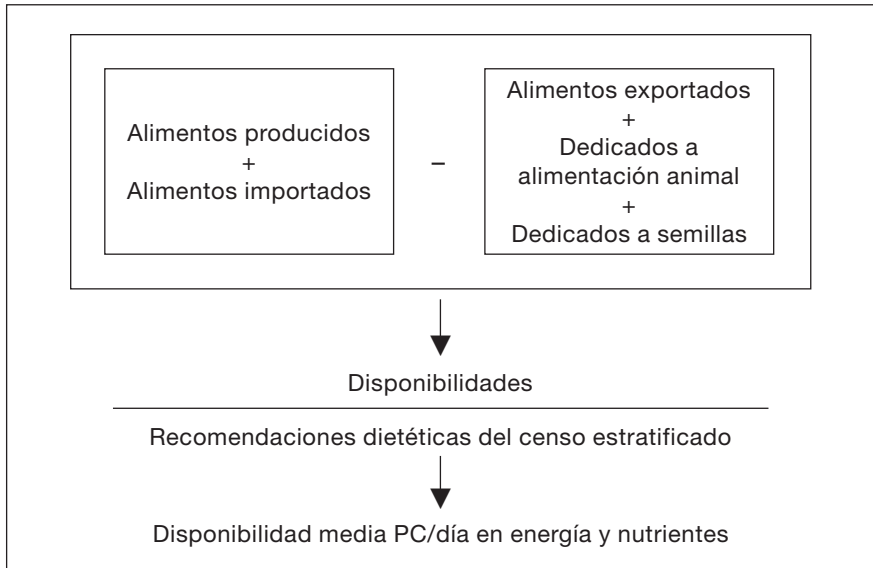 Alimentos producidos
+
Alimentos importados
–
Alimentos exportados
+
Dedicados a
alimentación animal
+
Dedicados a semillas
Disponibilidades
Recomendaciones dietéticas del censo estratificado
Disponibilidad media PC/día en energía y nutrientes